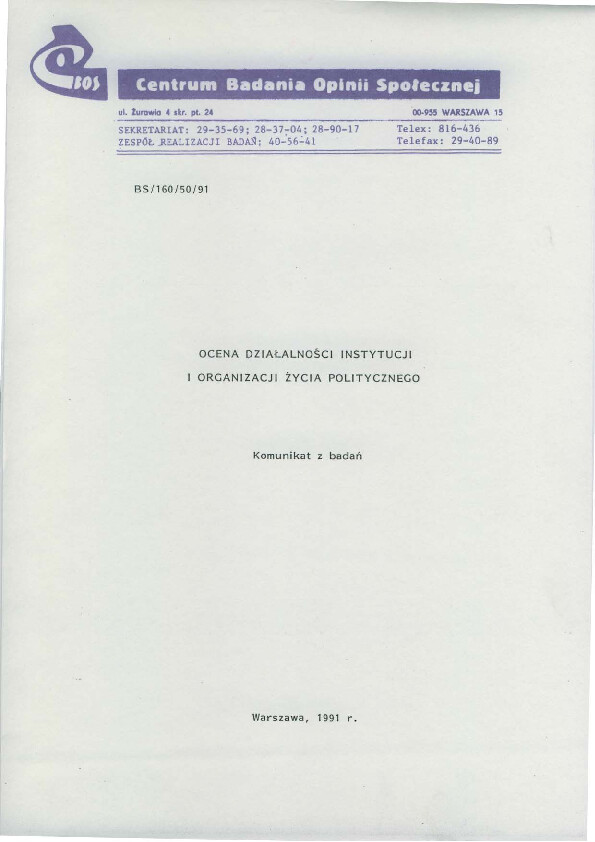 BOS
Centrum Badania Opinii Społecznej
ul. Żurawia 4 skr. pt. 24
00-955 WARSZAWA 15
SEKRETARIAT: 29-35-69; 28-37-04; 28-90-17
Telex: 816-436
ZESPÓŁ REALIZACJI BADAŃ; 40-56-41
Telefax: 29-40-89
BS/160/50/91
OCENA DZIAŁALNOŚCI INSTYTUCJI
I ORGANIZACJI ŻYCIA POLITYCZNEGO
Komunikat z badań
Warszawa, 1991 r.